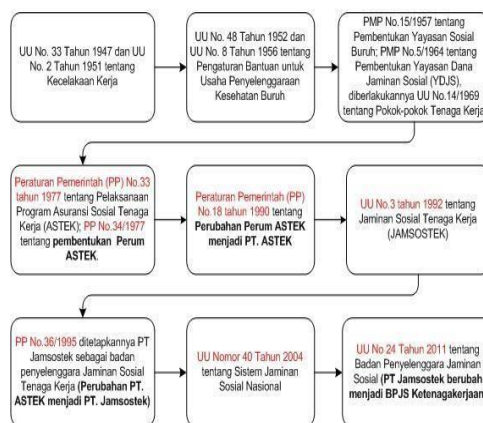 UU No. 33 Tahun 1947 dan UU
No. 2 Tahun 1951 tentang
Kecelakaan Kerja
UU No. 48 Tahun 1952 dan
UU No. 8 Tahun 1956 tentang
Pengaturan Bantuan untuk
Usaha Penyelenggaraan
Kesehatan Buruh
PMP No.15/1957 tentang
Pembentukan Yayasan Sosial
Buruh; PMP No.5/1964 tentang
Pembentukan Yayasan Dana
Jaminan Sosial (YDJS),
diberlakukannya UU No.14/1969
tentang Pokok-pokok Tenaga Kerja
Peraturan Pemerintah (PP) No.33
tahun 1977 tentang Pelaksanaan
Program Asuransi Sosial Tenaga
Kerja (ASTEK); PP No.34/1977
tentang pembentukan Perum
ASTEK.
Peraturan Pemerintah (PP)
No.18 tahun 1990 tentang
Perubahan Perum ASTEK
menjadi PT. ASTEK
UU No.3 tahun 1992 tentang
Jaminan Sosial Tenaga Kerja
(JAMSOSTEK)
PP No.36/1995 ditetapkannya PT
Jamsostek sebagai badan
penyelenggara Jaminan Sosial
Tenaga Kerja (Perubahan PT.
ASTEK menjadi PT. Jamsostek)
UU Nomor 40 Tahun 2004
tentang Sistem Jaminan
Sosial Nasional
UU No 24 Tahun 2011 tentang
Badan Penyelenggara Jaminan
Sosial (PT Jamsostek berubah
menjadi BPJS Ketenagakerjaan